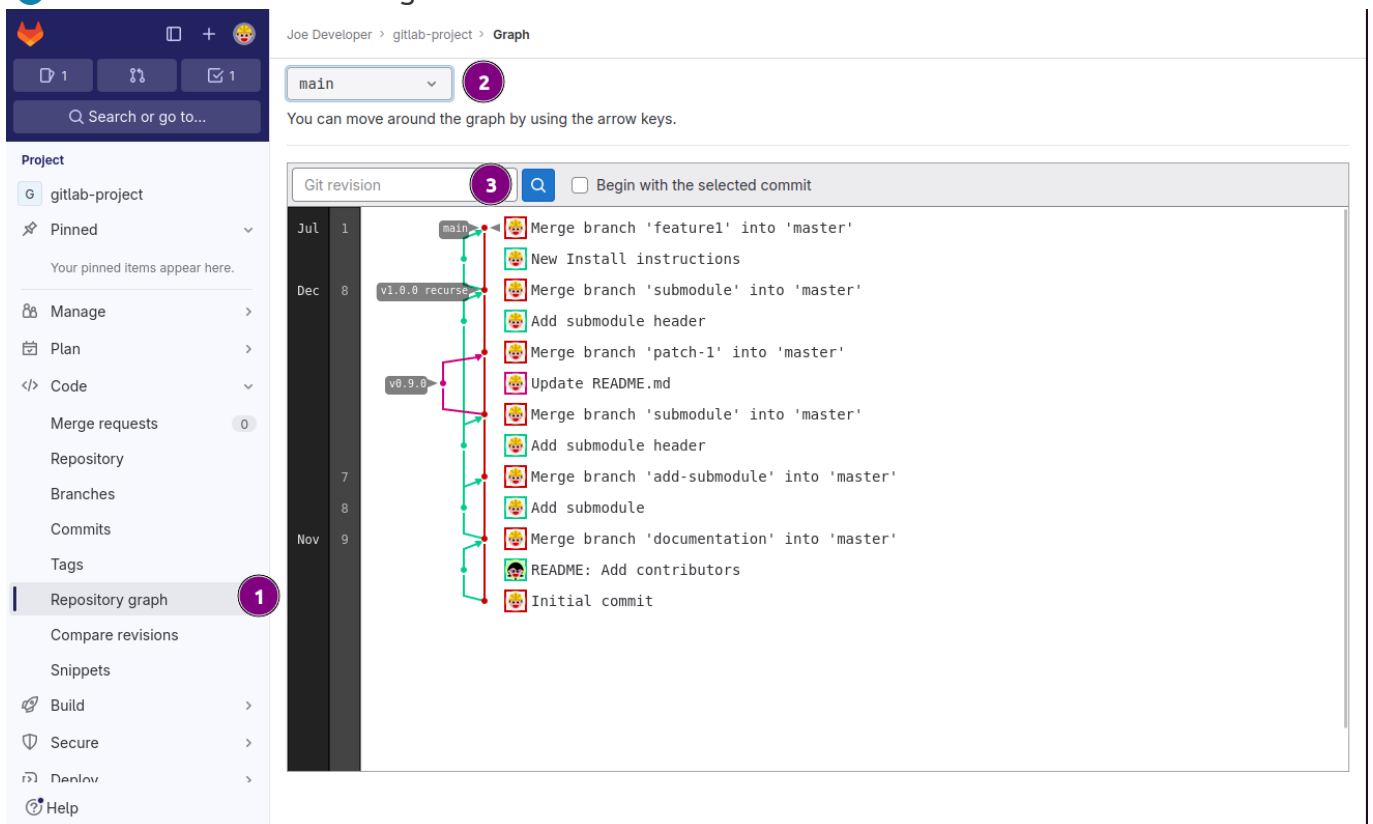 Joe Developer > gitlab-project > Graph
1
1
Search or go to...
main
2
You can move around the graph by using the arrow keys.
Project
G gitlab-project
Pinned
Your pinned items appear here.
Manage
Plan
Code
Merge requests 0
Repository
Branches
Commits
Tags
Repository graph 1
Compare revisions
Snippets
Build
Secure
Deploy
Help
Git revision 3
Begin with the selected commit
Jul 1 main Merge branch 'feature1' into 'master'
New Install instructions
Dec 8 v1.0.0 recurse Merge branch 'submodule' into 'master'
Add submodule header
Merge branch 'patch-1' into 'master'
v0.9.0 Update README.md
Merge branch 'submodule' into 'master'
Add submodule header
7 Merge branch 'add-submodule' into 'master'
8 Add submodule
Nov 9 Merge branch 'documentation' into 'master'
README: Add contributors
Initial commit